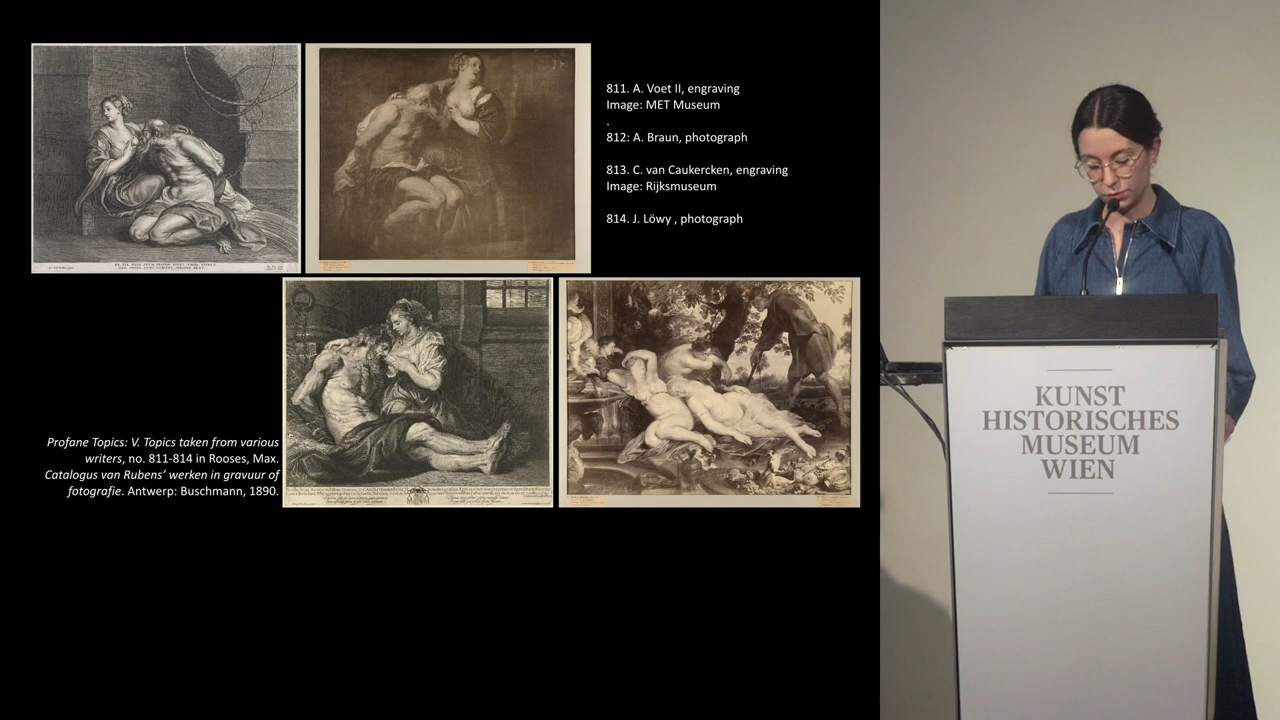 811. A. Voet II, engraving
Image: MET Museum
.
812: A. Braun, photograph
813. C. van Caukercken, engraving
Image: Rijksmuseum
814. J. Löwy , photograph
Profane Topics: V. Topics taken from various
writers, no. 811-814 in Rooses, Max.
Catalogus van Rubens’ werken in gravuur of
fotografie. Antwerp: Buschmann, 1890.
KUNST
HISTORISCHES
MUSEUM
WIEN